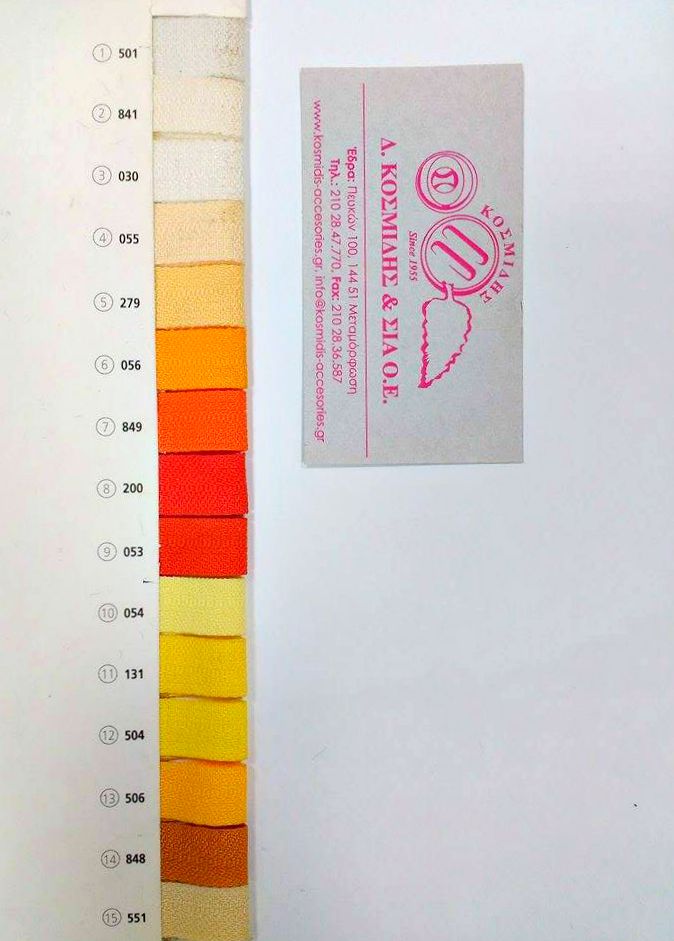 1 501
2 841
3 030
4 055
5 279
6 056
7 849
8 200
9 053
10 054
11 131
12 504
13 506
14 848
15 551
ΚΟΣΜΙΔΗΣ
Since 1955
Δ. ΚΟΣΜΙΔΗΣ & ΣΙΑ Ο.Ε.
Έδρα: Πευκών 100, 144 51 Μεταμόρφωση
Τηλ.: 210 28.47.770, Fax: 210 28.36.587
www.kosmidis-accesories.gr, info@kosmidis-accesories.gr